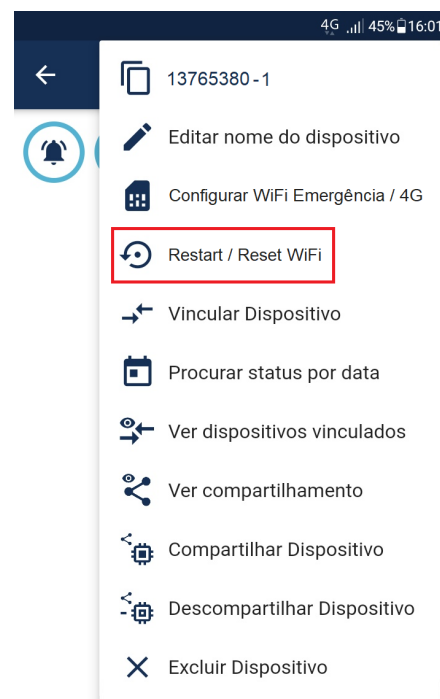 4G 45% 16:01
13765380-1
Editar nome do dispositivo
Configurar WiFi Emergência / 4G
Restart / Reset WiFi
Vincular Dispositivo
Procurar status por data
Ver dispositivos vinculados
Ver compartilhamento
Compartilhar Dispositivo
Descompartilhar Dispositivo
Excluir Dispositivo